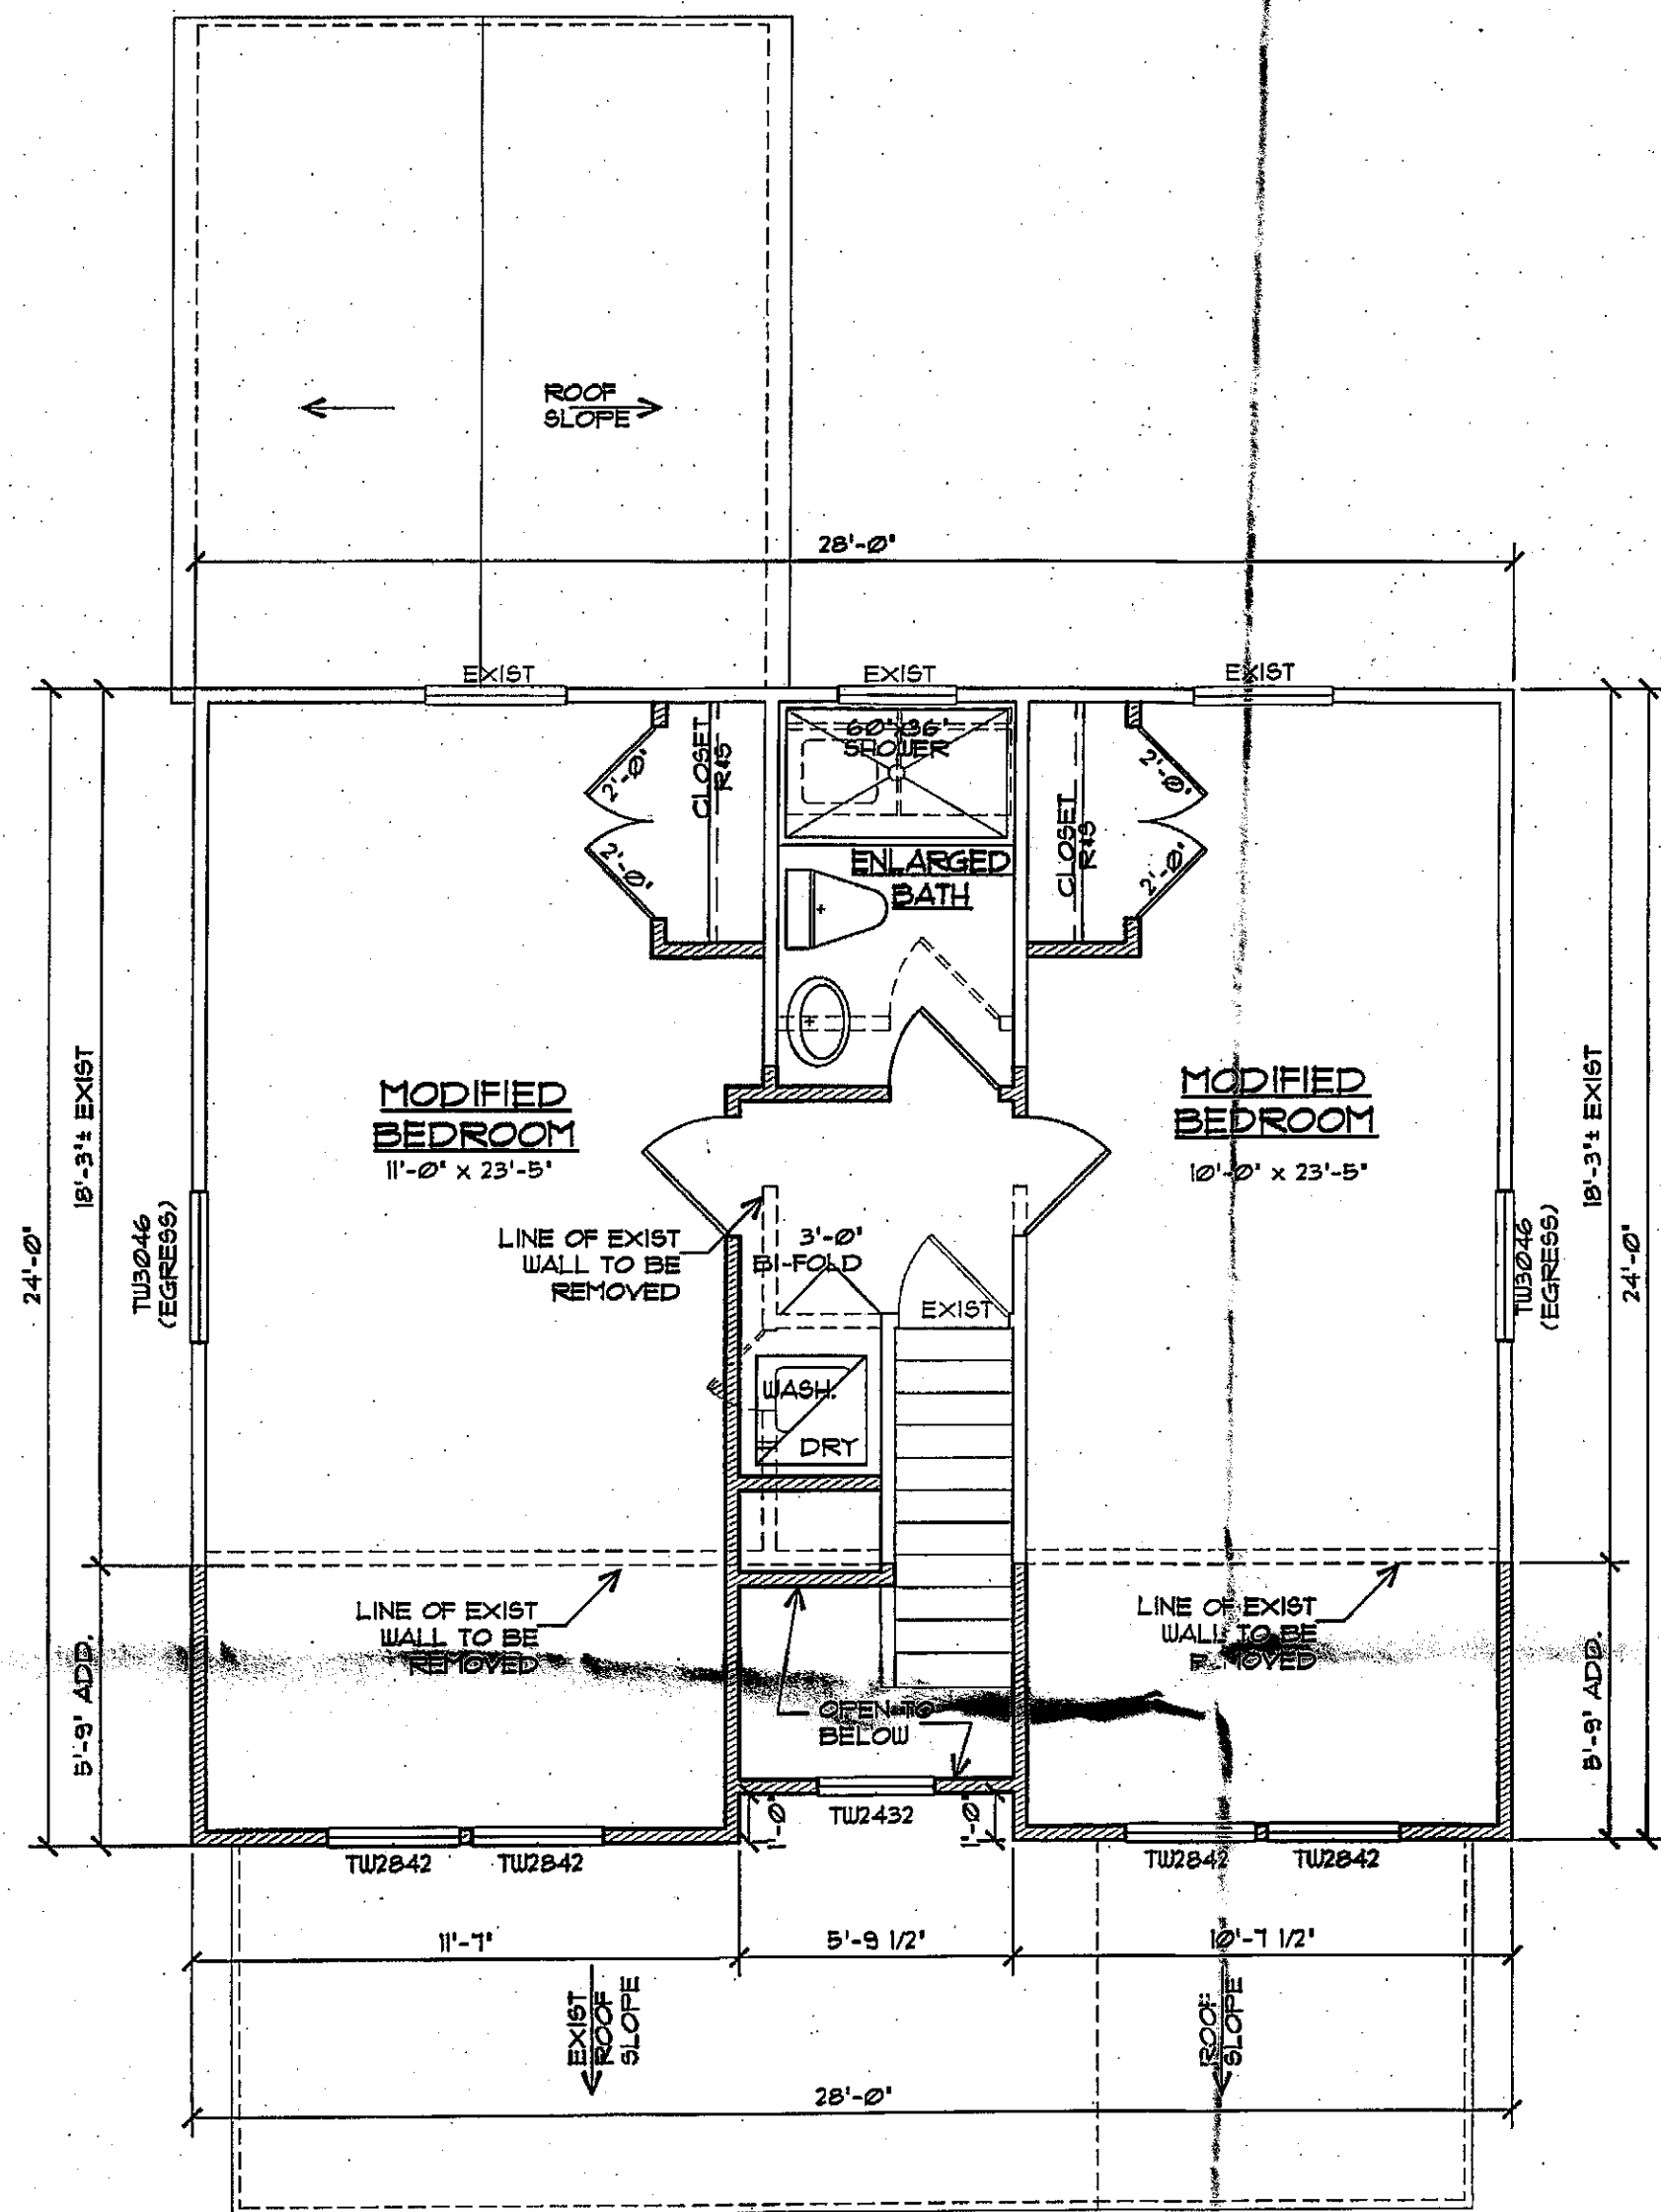 ROOF
SLOPE
28'-0"
EXIST
EXIST
EXIST
60"x36"
SHOWER
CLOSET
R&S
2'-0"
2'-0"
CLOSET
R&S
2'-0"
2'-0"
ENLARGED
BATH
MODIFIED
BEDROOM
11'-0" x 23'-5"
MODIFIED
BEDROOM
10'-0" x 23'-5"
24'-0"
18'-3"± EXIST
TW3046
(EGRESS)
18'-3"± EXIST
24'-0"
TW3046
(EGRESS)
LINE OF EXIST
WALL TO BE
REMOVED
3'-0"
BI-FOLD
EXIST
WASH.
DRY
LINE OF EXIST
WALL TO BE
REMOVED
LINE OF EXIST
WALL TO BE
REMOVED
5'-9" ADD.
5'-9" ADD.
OPEN TO
BELOW
1'-0"
TW2432
1'-0"
TW2842
TW2842
TW2842
TW2842
11'-7"
5'-9 1/2"
10'-7 1/2"
EXIST
ROOF
SLOPE
ROOF
SLOPE
28'-0"